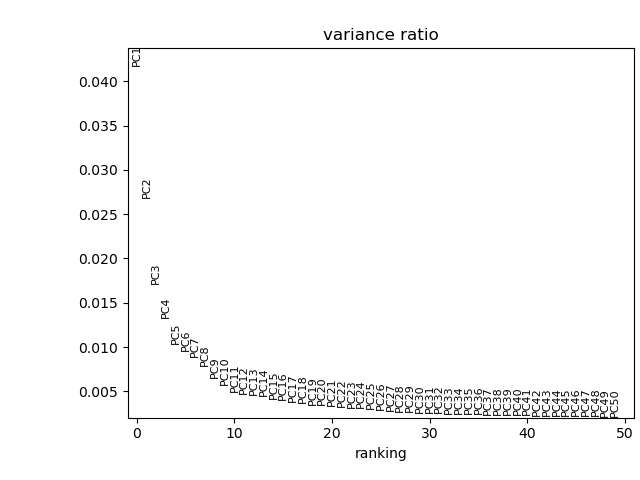 variance ratio
0.040
0.035
0.030
0.025
0.020
0.015
0.010
0.005
PC1
PC2
PC3
PC4
PC5
PC6
PC7
PC8
PC9
PC10
PC11
PC12
PC13
PC14
PC15
PC16
PC17
PC18
PC19
PC20
PC21
PC22
PC23
PC24
PC25
PC26
PC27
PC28
PC29
PC30
PC31
PC32
PC33
PC34
PC35
PC36
PC37
PC38
PC39
PC40
PC41
PC42
PC43
PC44
PC45
PC46
PC47
PC48
PC49
PC50
0 10 20 30 40 50
ranking